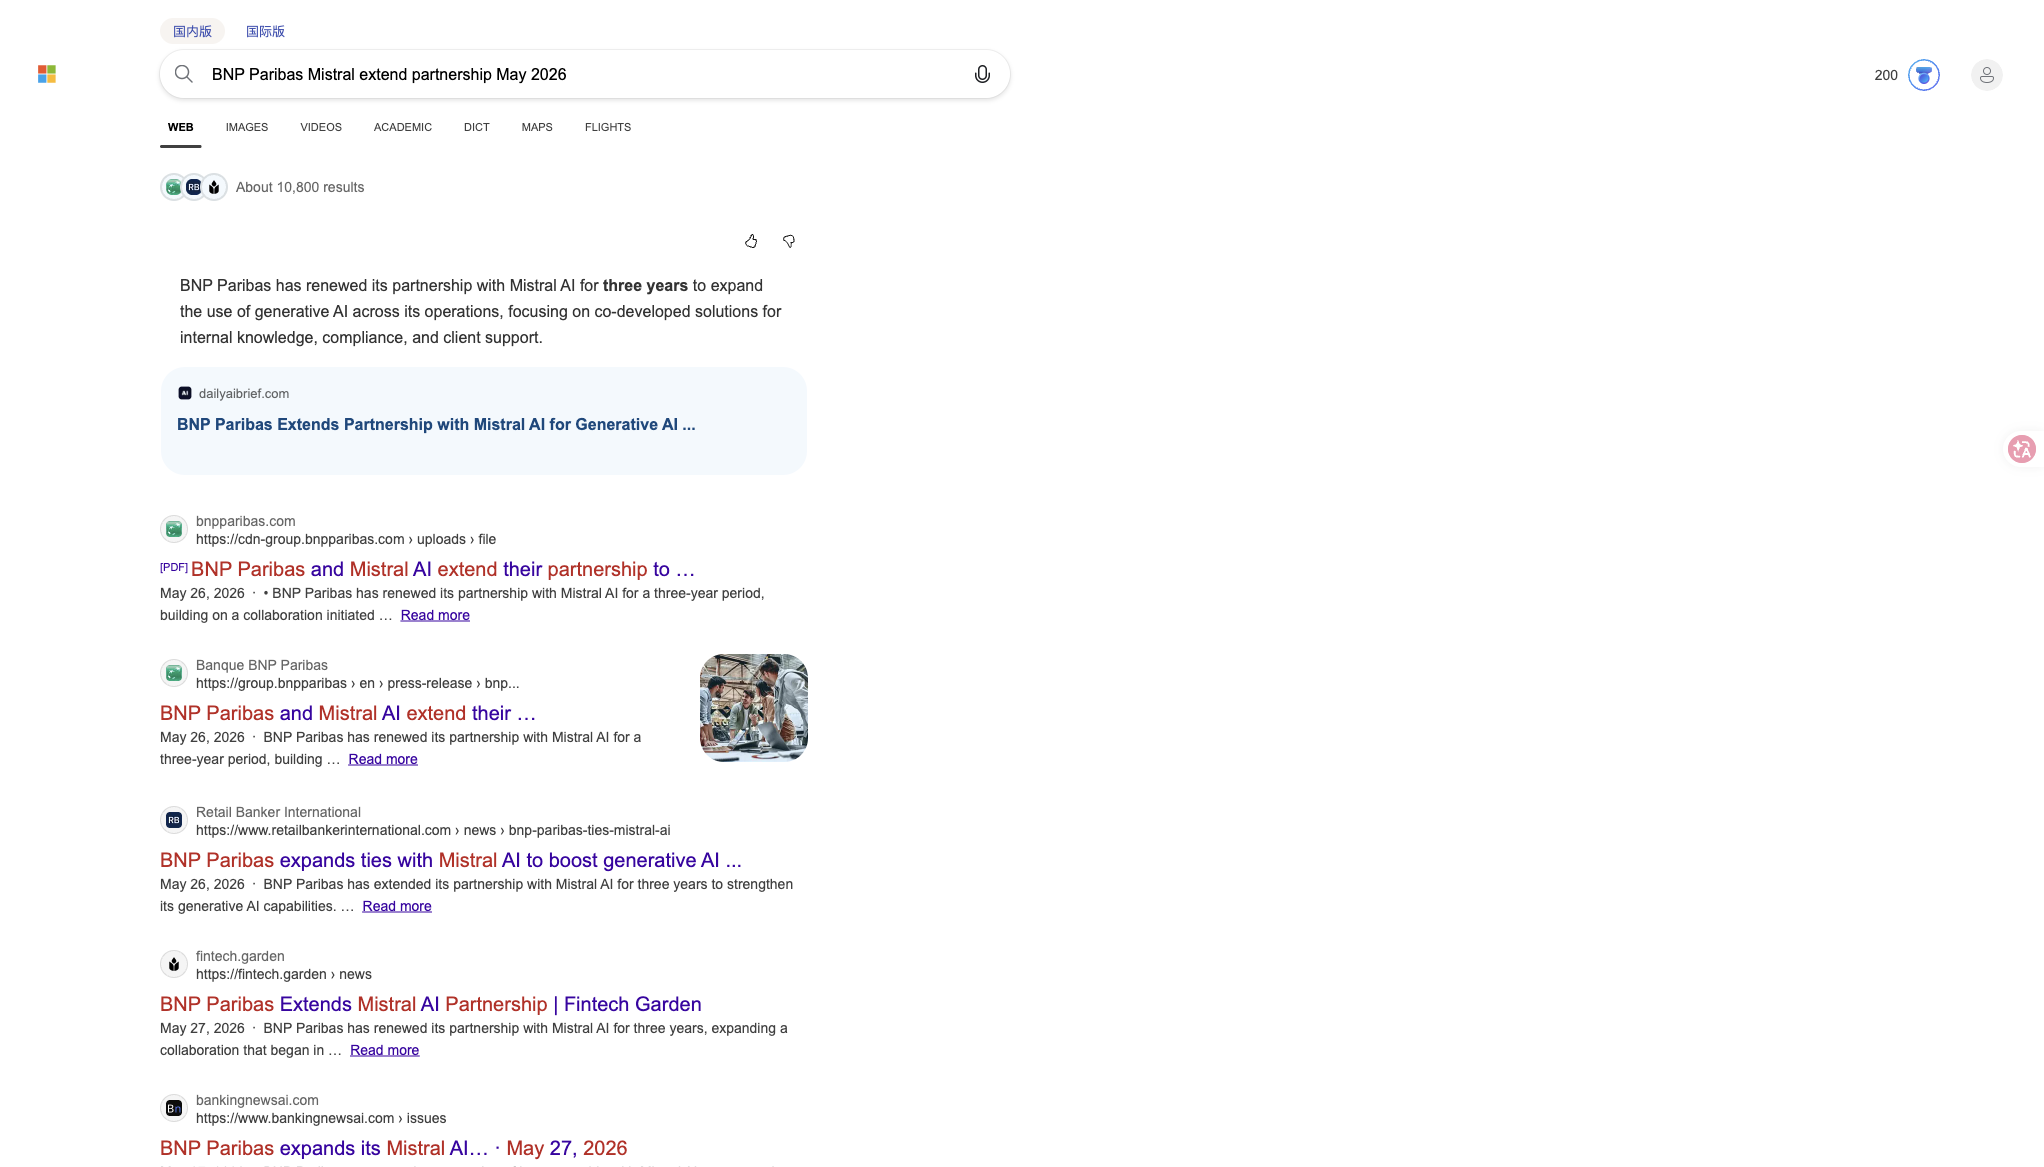 国内版 国际版
BNP Paribas Mistral extend partnership May 2026
200
WEB IMAGES VIDEOS ACADEMIC DICT MAPS FLIGHTS
RB About 10,800 results
BNP Paribas has renewed its partnership with Mistral AI for three years to expand
the use of generative AI across its operations, focusing on co-developed solutions for
internal knowledge, compliance, and client support.
AI dailyaibrief.com
BNP Paribas Extends Partnership with Mistral AI for Generative AI ...
bnpparibas.com
https://cdn-group.bnpparibas.com › uploads › file
[PDF] BNP Paribas and Mistral AI extend their partnership to …
May 26, 2026 · • BNP Paribas has renewed its partnership with Mistral AI for a three-year period,
building on a collaboration initiated … Read more
Banque BNP Paribas
https://group.bnpparibas › en › press-release › bnp...
BNP Paribas and Mistral AI extend their …
May 26, 2026 · BNP Paribas has renewed its partnership with Mistral AI for a
three-year period, building … Read more
RB Retail Banker International
https://www.retailbankerinternational.com › news › bnp-paribas-ties-mistral-ai
BNP Paribas expands ties with Mistral AI to boost generative AI ...
May 26, 2026 · BNP Paribas has extended its partnership with Mistral AI for three years to strengthen
its generative AI capabilities. … Read more
fintech.garden
https://fintech.garden › news
BNP Paribas Extends Mistral AI Partnership | Fintech Garden
May 27, 2026 · BNP Paribas has renewed its partnership with Mistral AI for three years, expanding a
collaboration that began in … Read more
Bn bankingnewsai.com
https://www.bankingnewsai.com › issues
BNP Paribas expands its Mistral AI… · May 27, 2026